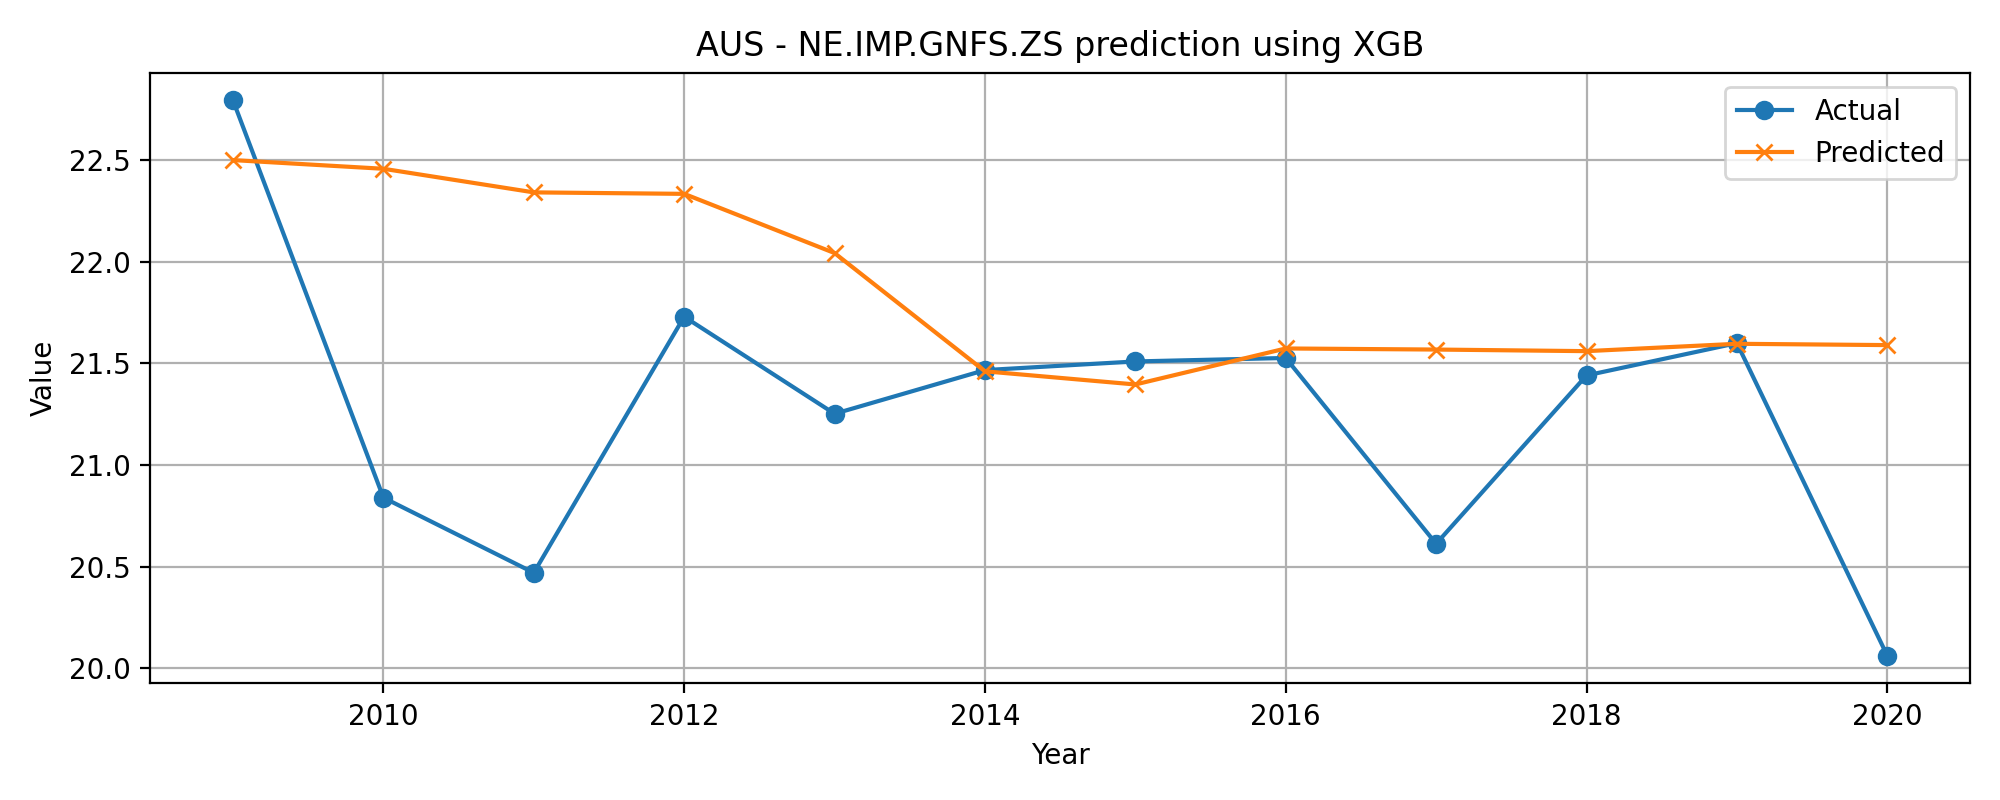 AUS - NE.IMP.GNFS.ZS prediction using XGB
Actual
Predicted
22.5
22.0
21.5
21.0
20.5
20.0
Value
2010 2012 2014 2016 2018 2020
Year